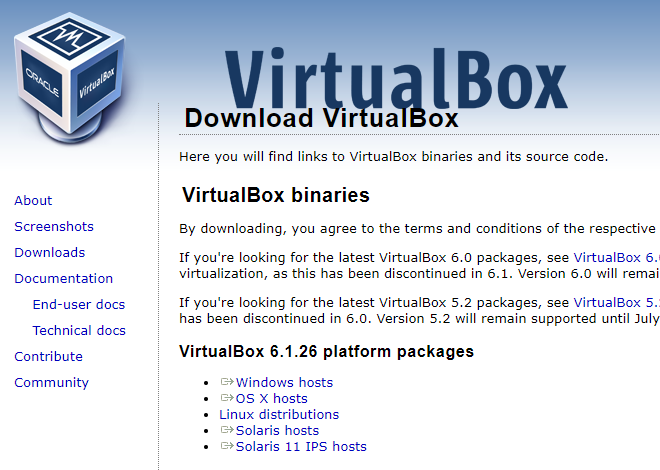 ORACLE
VirtualBox
VirtualBox
Download VirtualBox
Here you will find links to VirtualBox binaries and its source code.
About
Screenshots
Downloads
Documentation
End-user docs
Technical docs
Contribute
Community
VirtualBox binaries
By downloading, you agree to the terms and conditions of the respective
If you're looking for the latest VirtualBox 6.0 packages, see VirtualBox 6.
virtualization, as this has been discontinued in 6.1. Version 6.0 will remai
If you're looking for the latest VirtualBox 5.2 packages, see VirtualBox 5.
has been discontinued in 6.0. Version 5.2 will remain supported until July
VirtualBox 6.1.26 platform packages
Windows hosts
OS X hosts
Linux distributions
Solaris hosts
Solaris 11 IPS hosts